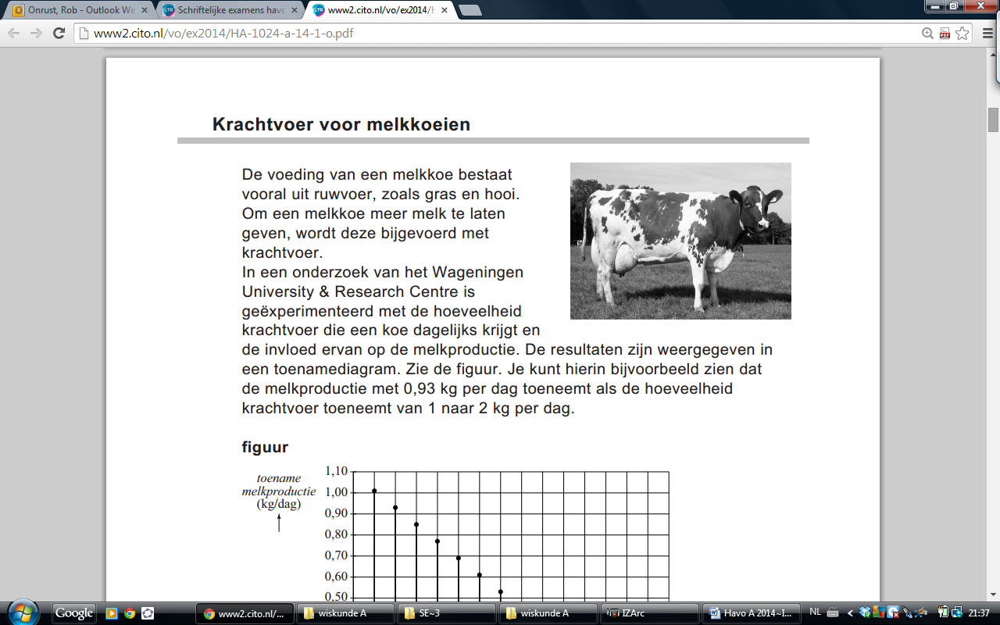 Onrust, Rob - Outlook We
Schriftelijke examens havo
www2.cito.nl/vo/ex2014/H
www2.cito.nl/vo/ex2014/HA-1024-a-14-1-o.pdf
Krachtvoer voor melkkoeien
De voeding van een melkkoe bestaat
vooral uit ruwvoer, zoals gras en hooi.
Om een melkkoe meer melk te laten
geven, wordt deze bijgevoerd met
krachtvoer.
In een onderzoek van het Wageningen
University & Research Centre is
geëxperimenteerd met de hoeveelheid
krachtvoer die een koe dagelijks krijgt en
de invloed ervan op de melkproductie. De resultaten zijn weergegeven in
een toenamediagram. Zie de figuur. Je kunt hierin bijvoorbeeld zien dat
de melkproductie met 0,93 kg per dag toeneemt als de hoeveelheid
krachtvoer toeneemt van 1 naar 2 kg per dag.
figuur
toename
melkproductie
(kg/dag)
1,10
1,00
0,90
0,80
0,70
0,60
0,50
Google
www2.cito.nl/...
wiskunde A
SE~3
wiskunde A
IZArc
Havo A 2014~I...
NL
21:37